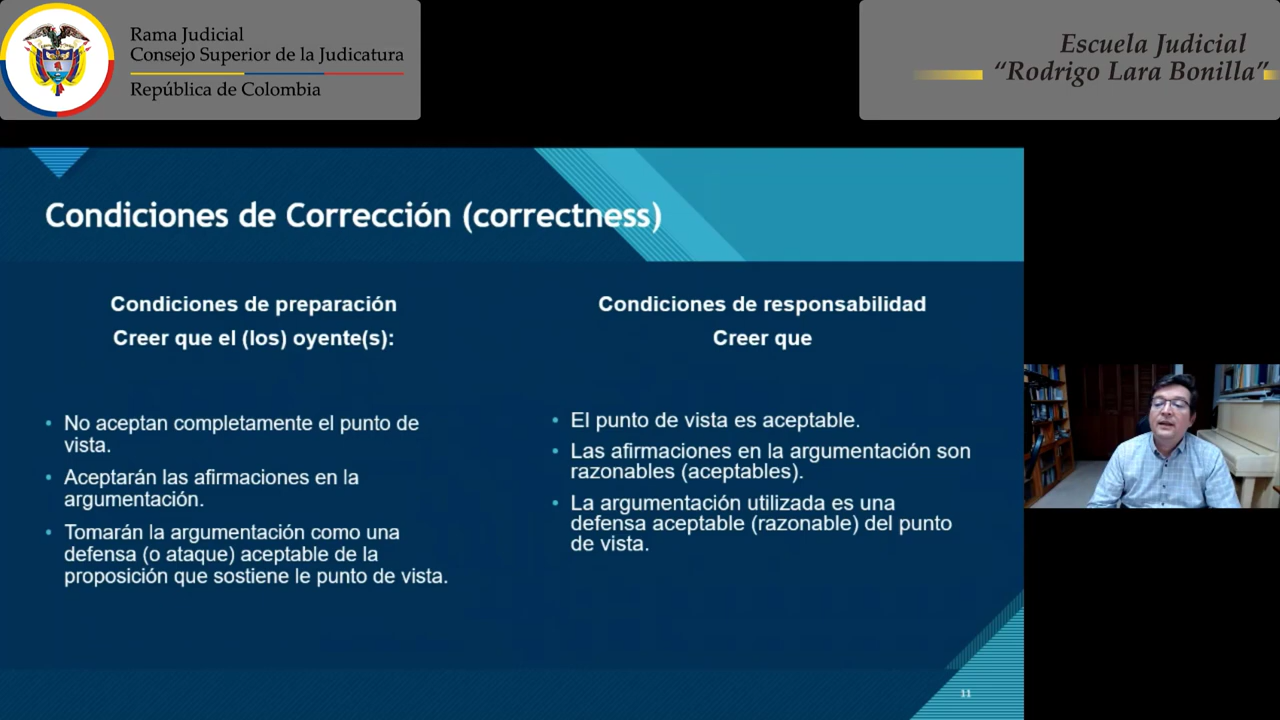 Rama Judicial
Consejo Superior de la Judicatura
República de Colombia
Escuela Judicial
“Rodrigo Lara Bonilla”
Condiciones de Corrección (correctness)
Condiciones de preparación
Creer que el (los) oyente(s):
• No aceptan completamente el punto de
vista.
• Aceptarán las afirmaciones en la
argumentación.
• Tomarán la argumentación como una
defensa (o ataque) aceptable de la
proposición que sostiene le punto de vista.
Condiciones de responsabilidad
Creer que
• El punto de vista es aceptable.
• Las afirmaciones en la argumentación son
razonables (aceptables).
• La argumentación utilizada es una
defensa aceptable (razonable) del punto
de vista.
11